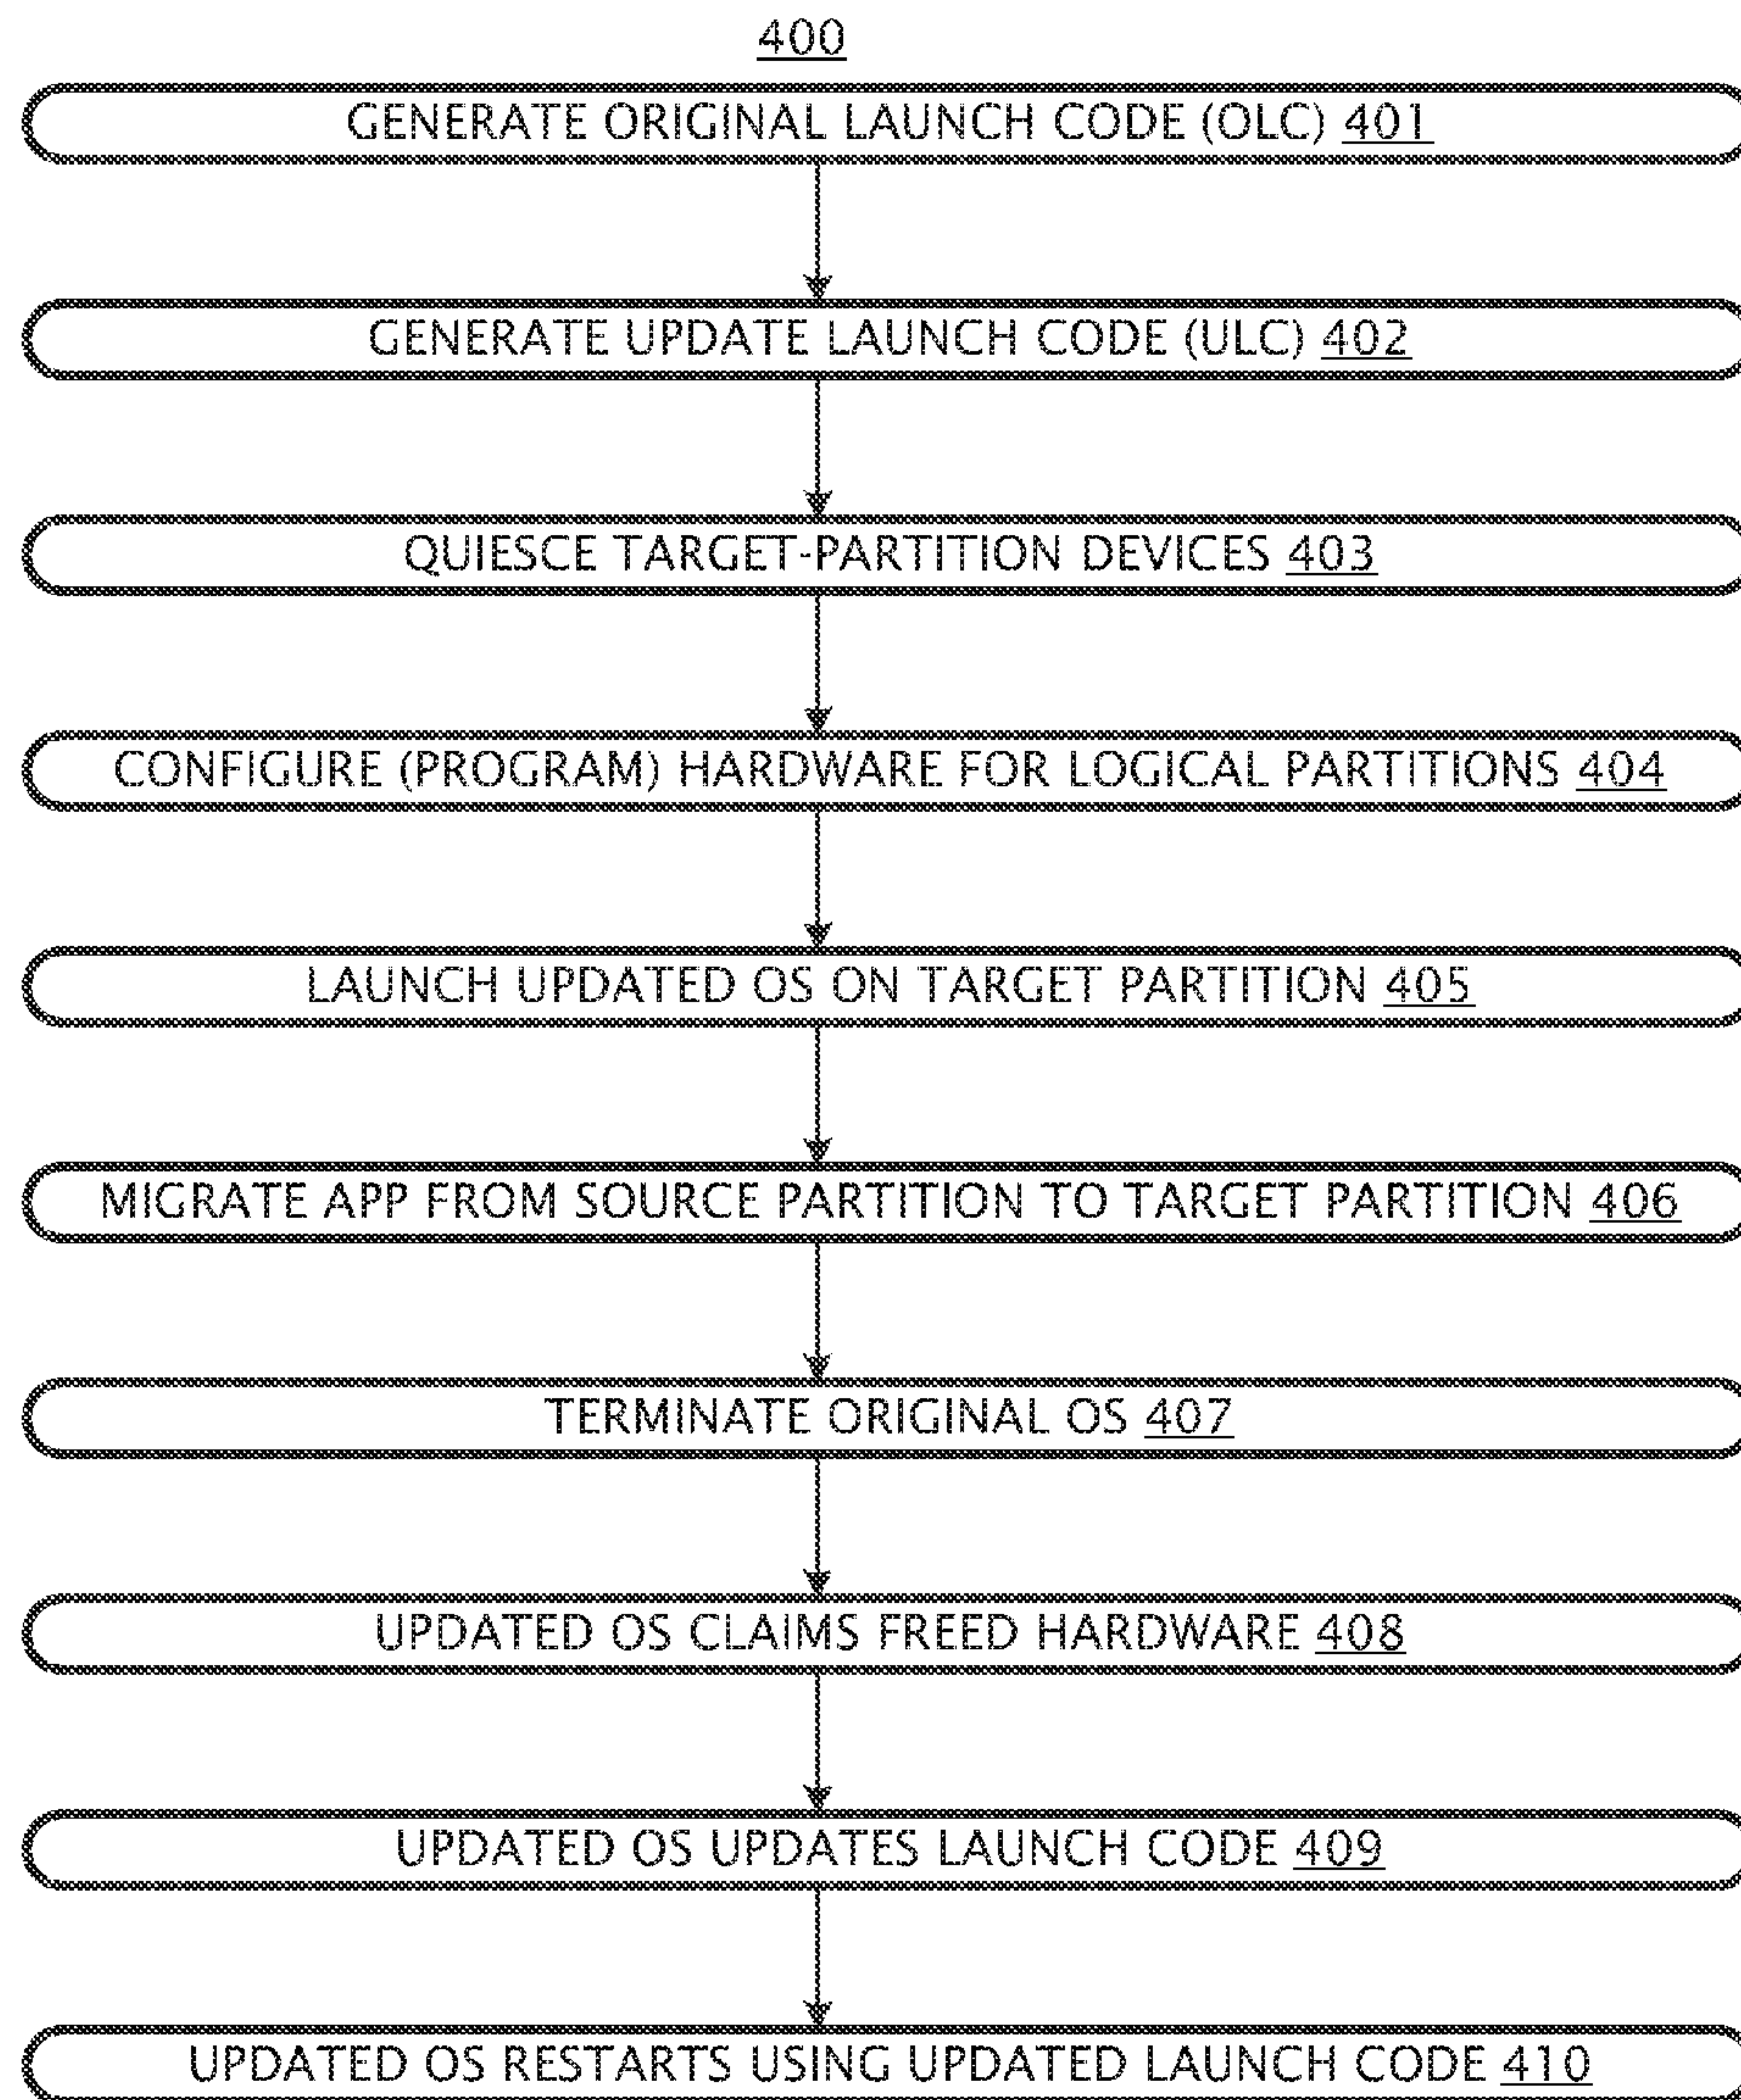 400
GENERATE ORIGINAL LAUNCH CODE (OLC) 401
GENERATE UPDATE LAUNCH CODE (ULC) 402
QUIESCE TARGET-PARTITION DEVICES 403
CONFIGURE (PROGRAM) HARDWARE FOR LOGICAL PARTITIONS 404
LAUNCH UPDATED OS ON TARGET PARTITION 405
MIGRATE APP FROM SOURCE PARTITION TO TARGET PARTITION 406
TERMINATE ORIGINAL OS 407
UPDATED OS CLAIMS FREED HARDWARE 408
UPDATED OS UPDATES LAUNCH CODE 409
UPDATED OS RESTARTS USING UPDATED LAUNCH CODE 410